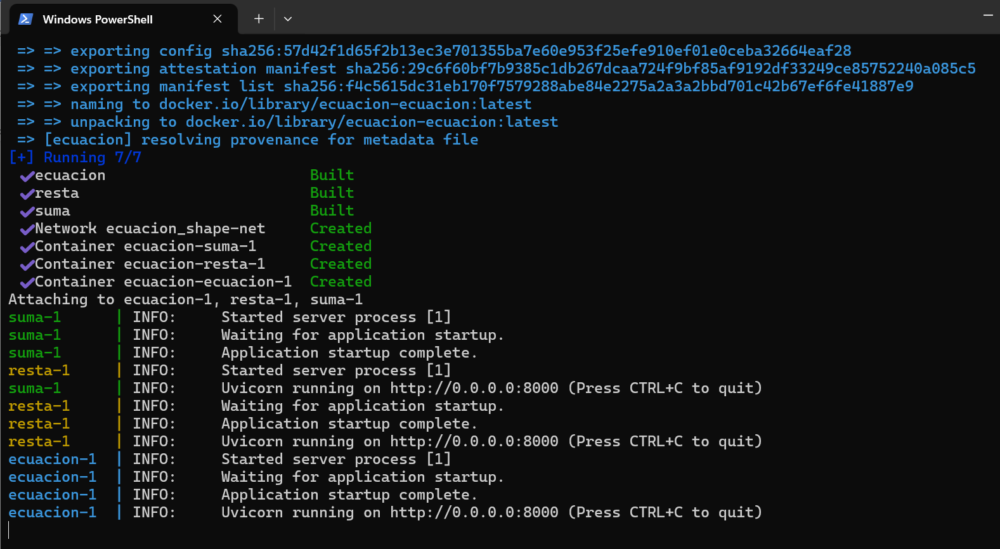 Windows PowerShell
=> => exporting config sha256:57d42f1d65f2b13ec3e701355ba7e60e953f25efe910ef01e0ceba32664eaf28
=> => exporting attestation manifest sha256:29c6f60bf7b9385c1db267dcaa724f9bf85af9192df33249ce85752240a085c5
=> => exporting manifest list sha256:f4c5615dc31eb170f7579288abe84e2275a2a3a2bbd701c42b67ef6fe41887e9
=> => naming to docker.io/library/ecuacion-ecuacion:latest
=> => unpacking to docker.io/library/ecuacion-ecuacion:latest
=> [ecuacion] resolving provenance for metadata file
[+] Running 7/7
✔ecuacion Built
✔resta Built
✔suma Built
✔Network ecuacion_shape-net Created
✔Container ecuacion-suma-1 Created
✔Container ecuacion-resta-1 Created
✔Container ecuacion-ecuacion-1 Created
Attaching to ecuacion-1, resta-1, suma-1
suma-1 | INFO: Started server process [1]
suma-1 | INFO: Waiting for application startup.
suma-1 | INFO: Application startup complete.
resta-1 | INFO: Started server process [1]
suma-1 | INFO: Uvicorn running on http://0.0.0.0:8000 (Press CTRL+C to quit)
resta-1 | INFO: Waiting for application startup.
resta-1 | INFO: Application startup complete.
resta-1 | INFO: Uvicorn running on http://0.0.0.0:8000 (Press CTRL+C to quit)
ecuacion-1 | INFO: Started server process [1]
ecuacion-1 | INFO: Waiting for application startup.
ecuacion-1 | INFO: Application startup complete.
ecuacion-1 | INFO: Uvicorn running on http://0.0.0.0:8000 (Press CTRL+C to quit)